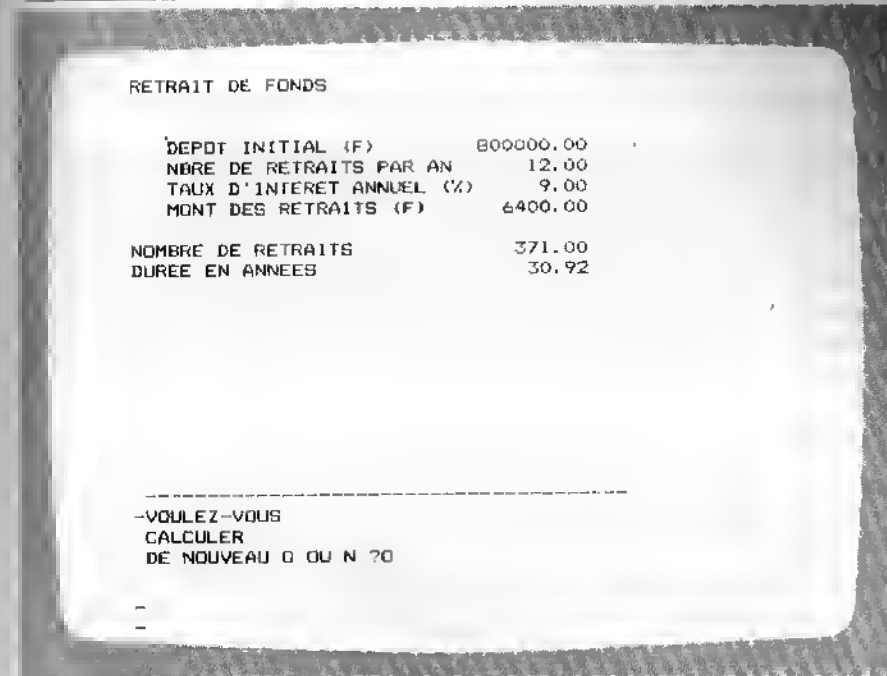 RETRAIT DE FONDS
DEPOT INITIAL (F) 800000.00
NBRE DE RETRAITS PAR AN 12.00
TAUX D'INTERET ANNUEL (%) 9.00
MONT DES RETRAITS (F) 6400.00
NOMBRE DE RETRAITS 371.00
DUREE EN ANNEES 30.92
-VOULEZ-VOUS
CALCULER
DE NOUVEAU O OU N ?O